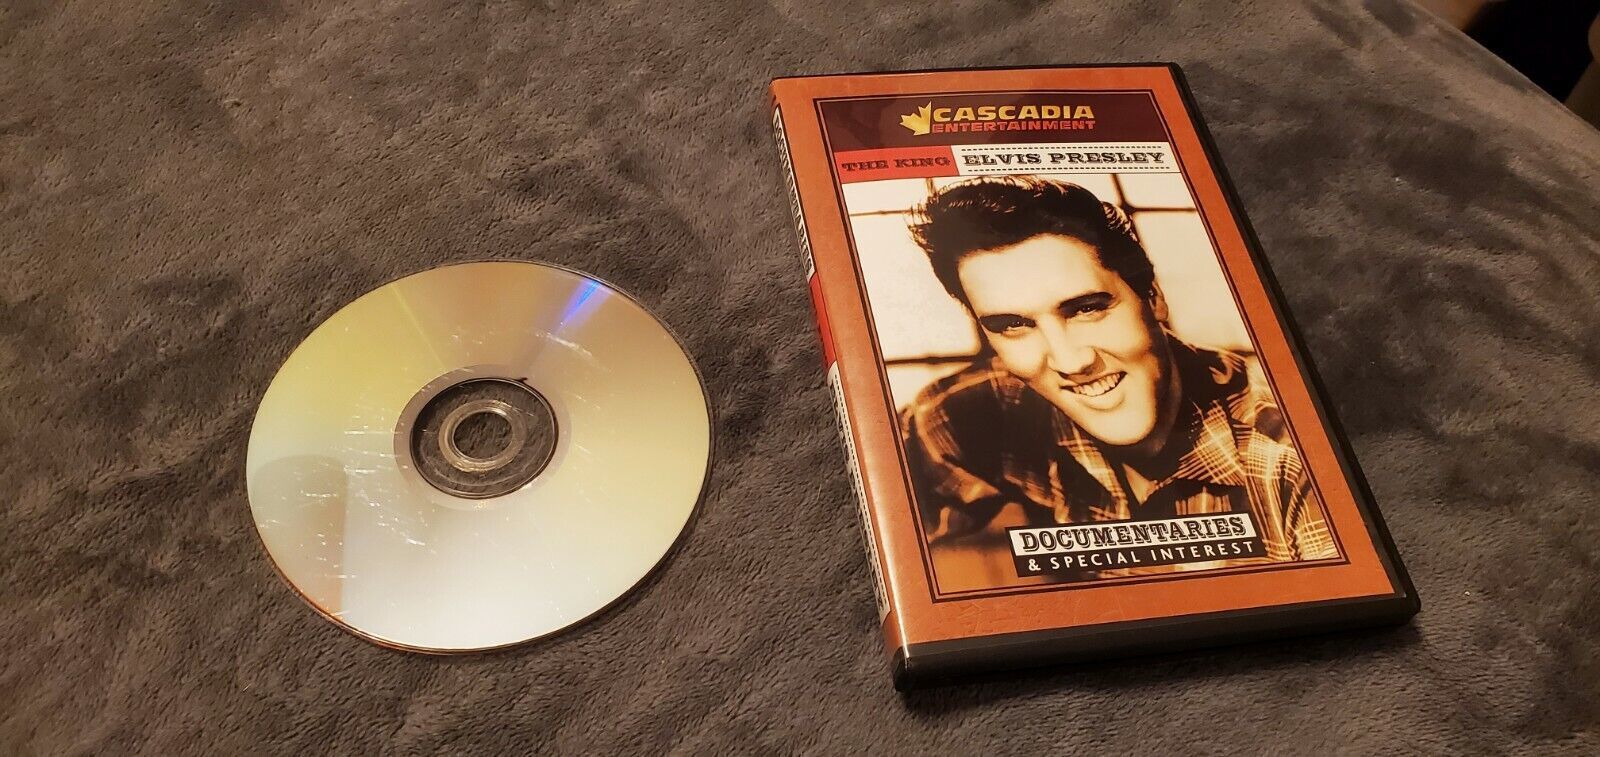 CASCADIA
ENTERTAINMENT
THE KING ELVIS PRESLEY
DOCUMENTARIES
& SPECIAL INTEREST